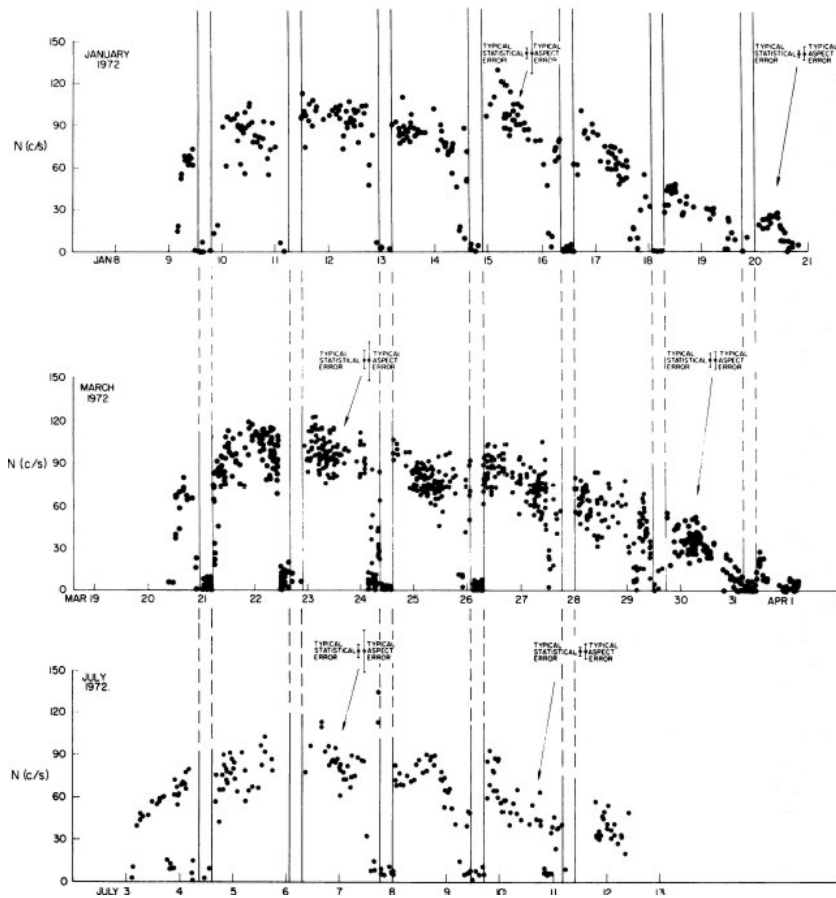 150
JANUARY
1972
120
N (c/s) 90
60
30
0
TYPICAL TYPICAL
STATISTICAL ASPECT
ERROR ERROR
TYPICAL TYPICAL
STATISTICAL ASPECT
ERROR ERROR
JAN 8 9 10 11 12 13 14 15 16 17 18 19 20 21
150
MARCH
1972
120
N (c/s) 90
60
30
0
TYPICAL TYPICAL
STATISTICAL ASPECT
ERROR ERROR
TYPICAL TYPICAL
STATISTICAL ASPECT
ERROR ERROR
MAR 19 20 21 22 23 24 25 26 27 28 29 30 31 APR 1
150
JULY
1972.
120
N (c/s) 90
60
30
0
TYPICAL TYPICAL
STATISTICAL ASPECT
ERROR ERROR
TYPICAL TYPICAL
STATISTICAL ASPECT
ERROR ERROR
JULY 3 4 5 6 7 8 9 10 11 12 13